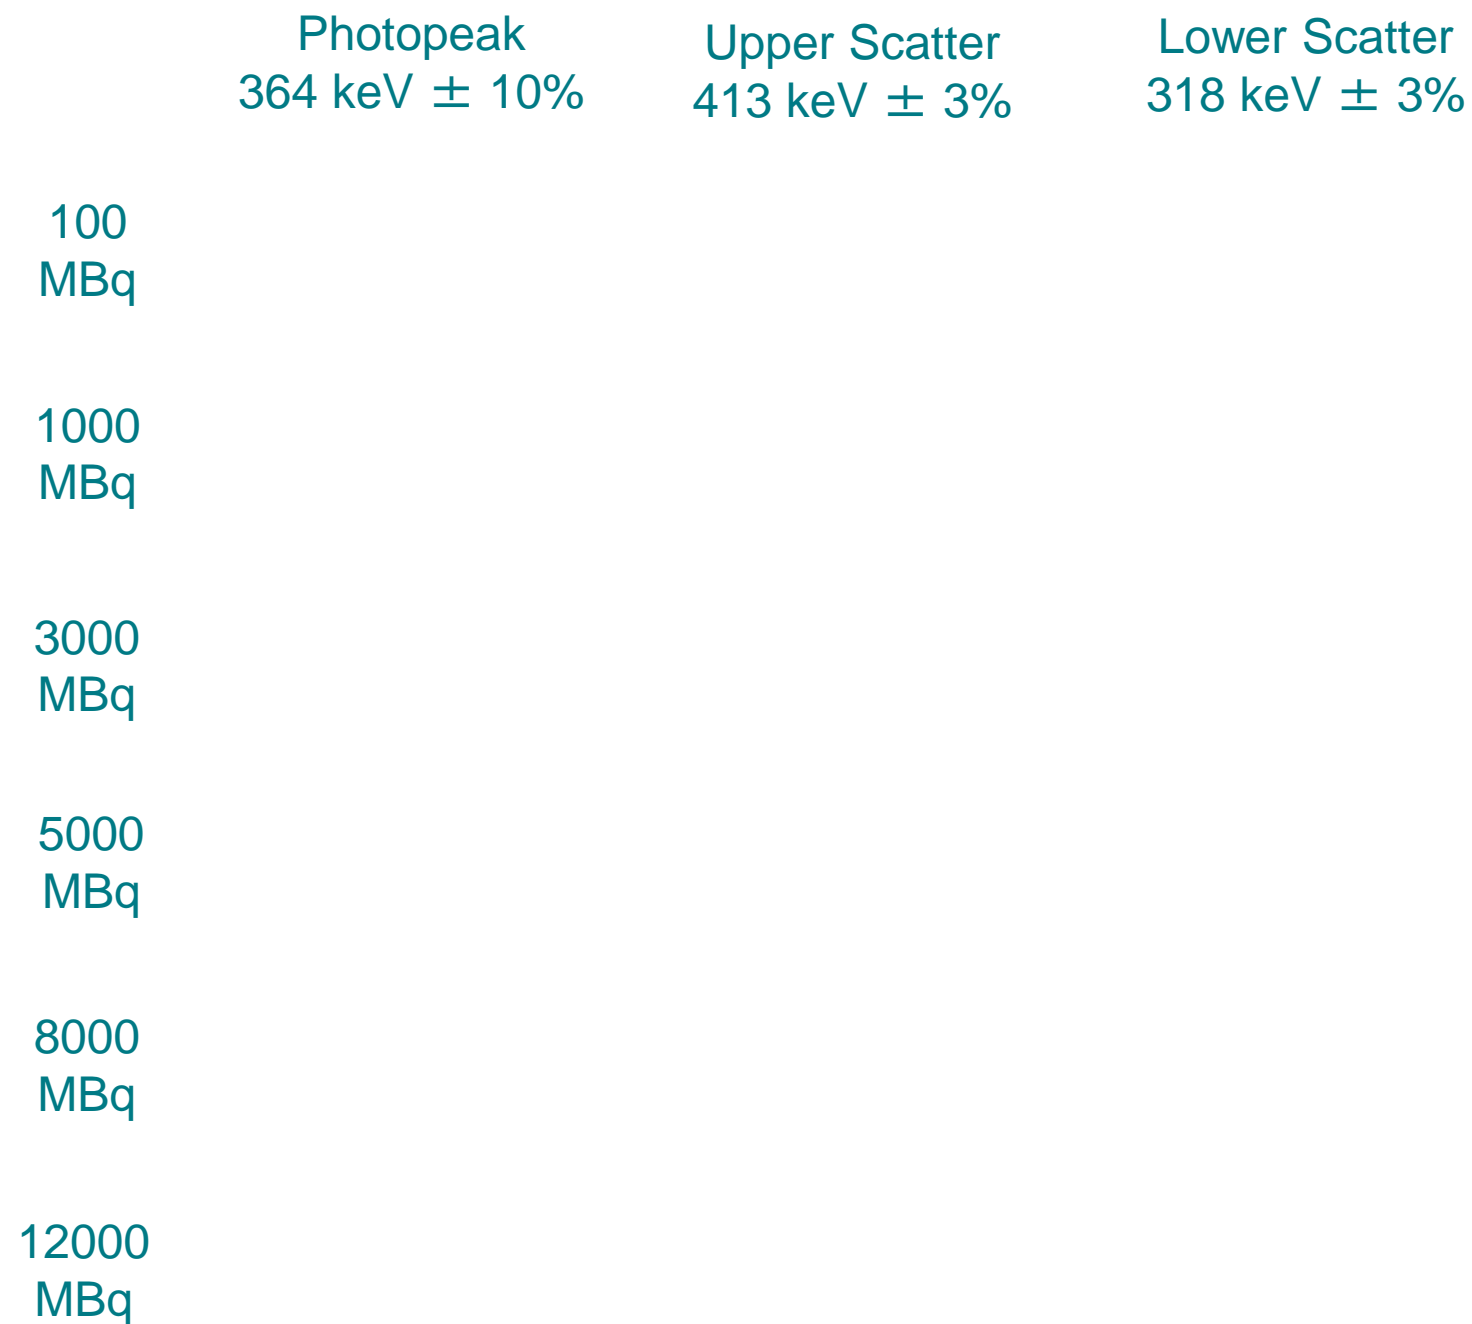 Photopeak
364 keV ± 10%
Upper Scatter
413 keV ± 3%
Lower Scatter
318 keV ± 3%
100
MBq
1000
MBq
3000
MBq
5000
MBq
8000
MBq
12000
MBq